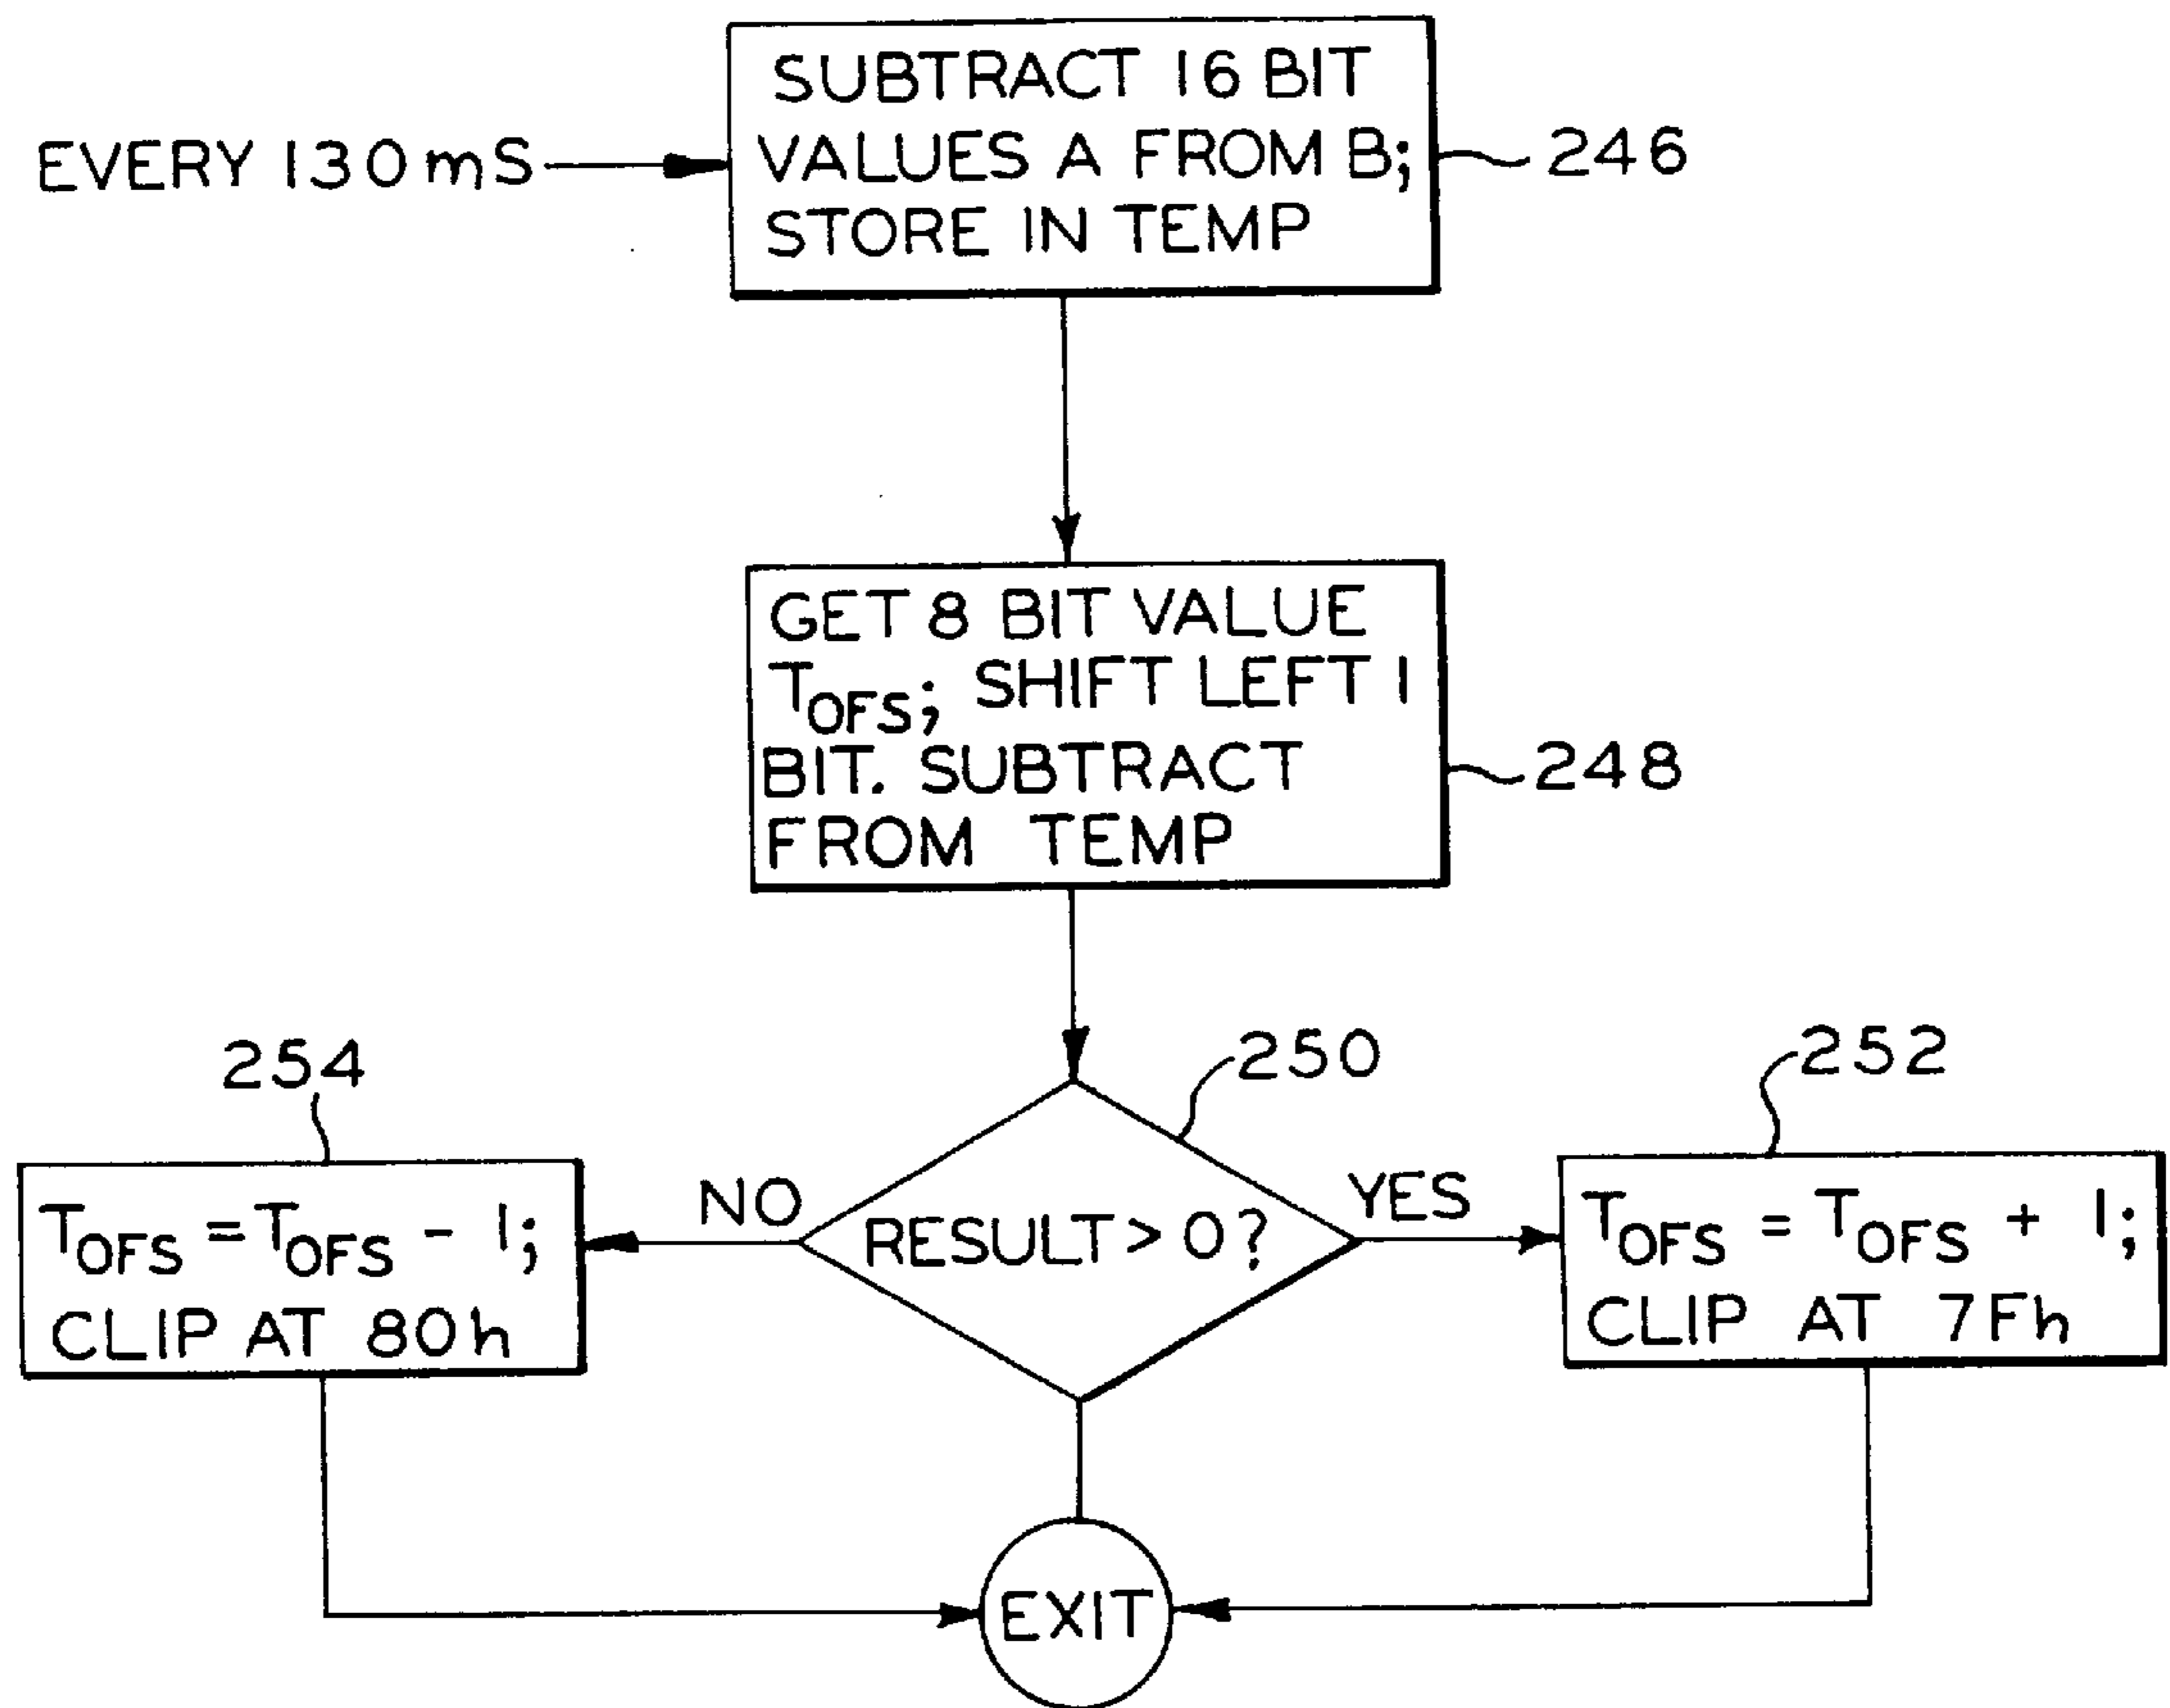 SUBTRACT 16 BIT
VALUES A FROM B;
STORE IN TEMP
EVERY 130mS
246
GET 8 BIT VALUE
TOFS; SHIFT LEFT 1
BIT. SUBTRACT
FROM TEMP
248
254
250
252
TOFS = TOFS - 1;
CLIP AT 80h
NO
RESULT > 0?
YES
TOFS = TOFS + 1;
CLIP AT 7Fh
EXIT